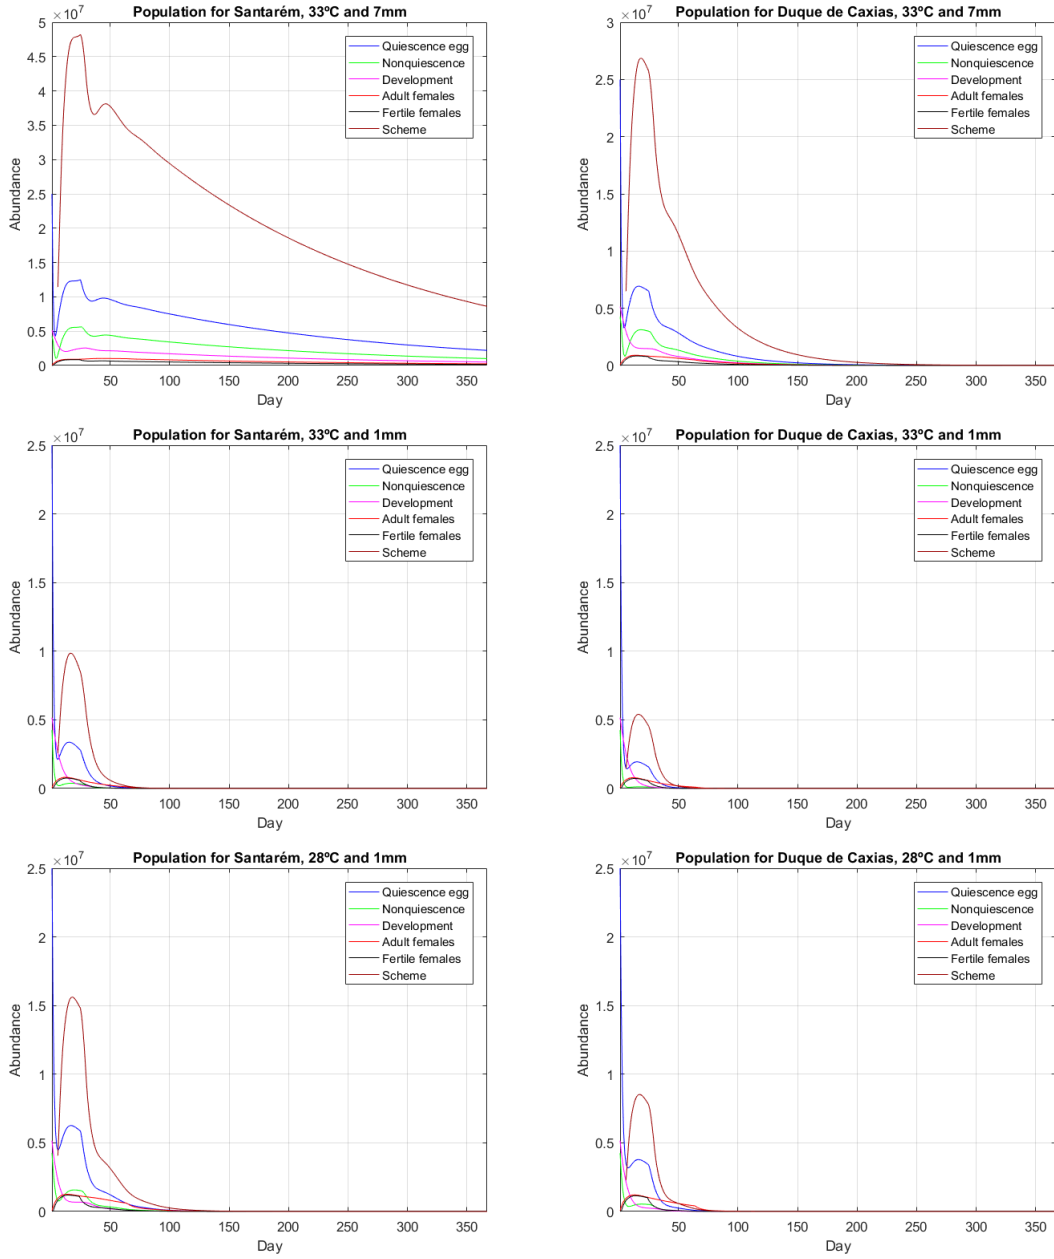 Population for Santarém, 33ºC and 7mm
×10⁷
5
4.5
4
3.5
3
2.5
2
1.5
1
0.5
0
Abundance
50 100 150 200 250 300 350
Day
Quiescence egg
Nonquiescence
Development
Adult females
Fertile females
Scheme
Population for Duque de Caxias, 33ºC and 7mm
×10⁷
3
2.5
2
1.5
1
0.5
0
Abundance
50 100 150 200 250 300 350
Day
Quiescence egg
Nonquiescence
Development
Adult females
Fertile females
Scheme
Population for Santarém, 33ºC and 1mm
×10⁷
2.5
2
1.5
1
0.5
0
Abundance
50 100 150 200 250 300 350
Day
Quiescence egg
Nonquiescence
Development
Adult females
Fertile females
Scheme
Population for Duque de Caxias, 33ºC and 1mm
×10⁷
2.5
2
1.5
1
0.5
0
Abundance
50 100 150 200 250 300 350
Day
Quiescence egg
Nonquiescence
Development
Adult females
Fertile females
Scheme
Population for Santarém, 28ºC and 1mm
×10⁷
2.5
2
1.5
1
0.5
0
Abundance
50 100 150 200 250 300 350
Day
Quiescence egg
Nonquiescence
Development
Adult females
Fertile females
Scheme
Population for Duque de Caxias, 28ºC and 1mm
×10⁷
2.5
2
1.5
1
0.5
0
Abundance
50 100 150 200 250 300 350
Day
Quiescence egg
Nonquiescence
Development
Adult females
Fertile females
Scheme